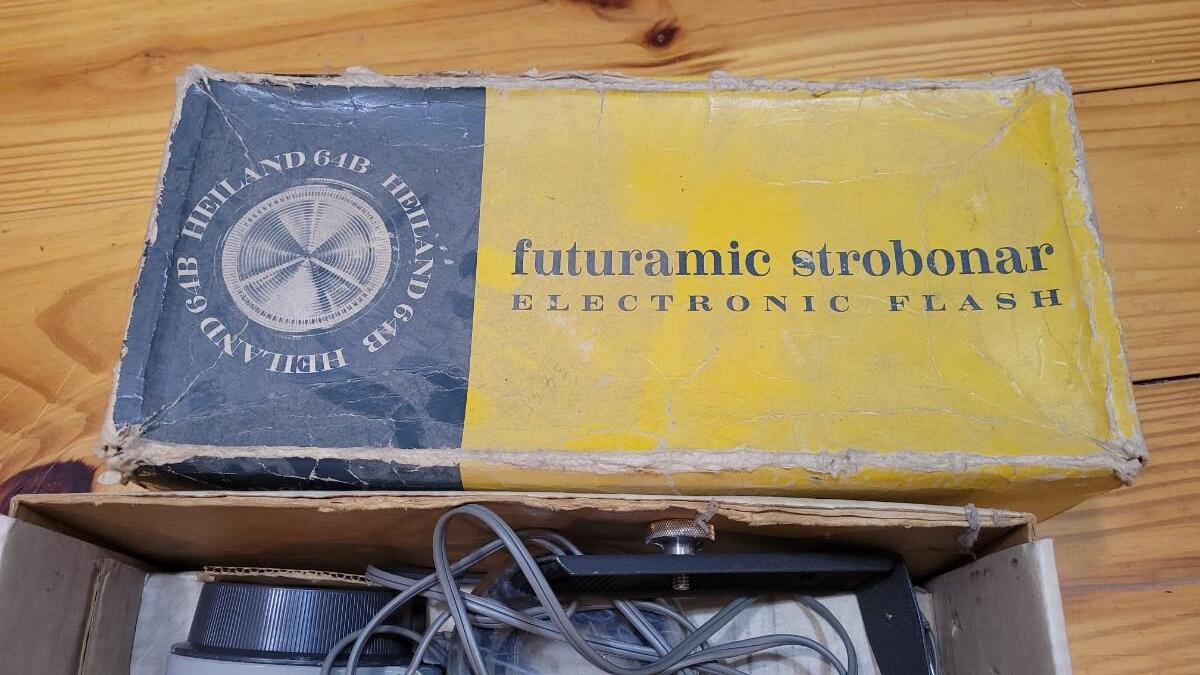 HEILAND 64B HEILAND 64B HEILAND 64B
futuramic strobonar
ELECTRONIC FLASH